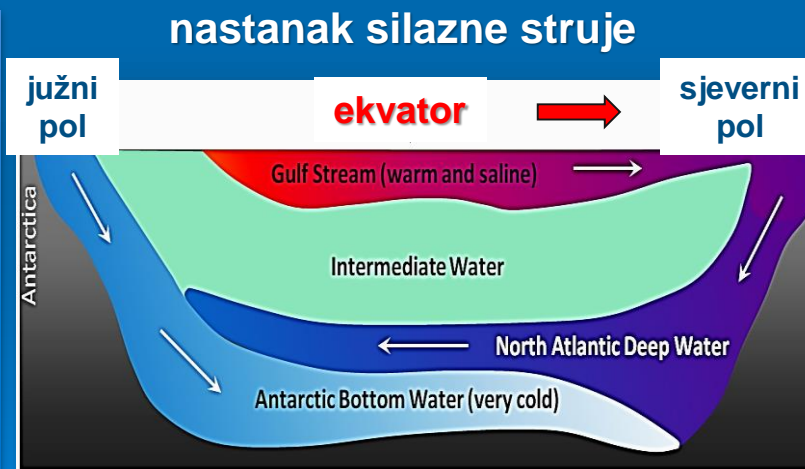 nastanak silazne struje
južni
pol
ekvator
sjeverni
pol
Gulf Stream (warm and saline)
Antarctica
Intermediate Water
North Atlantic Deep Water
Antarctic Bottom Water (very cold)